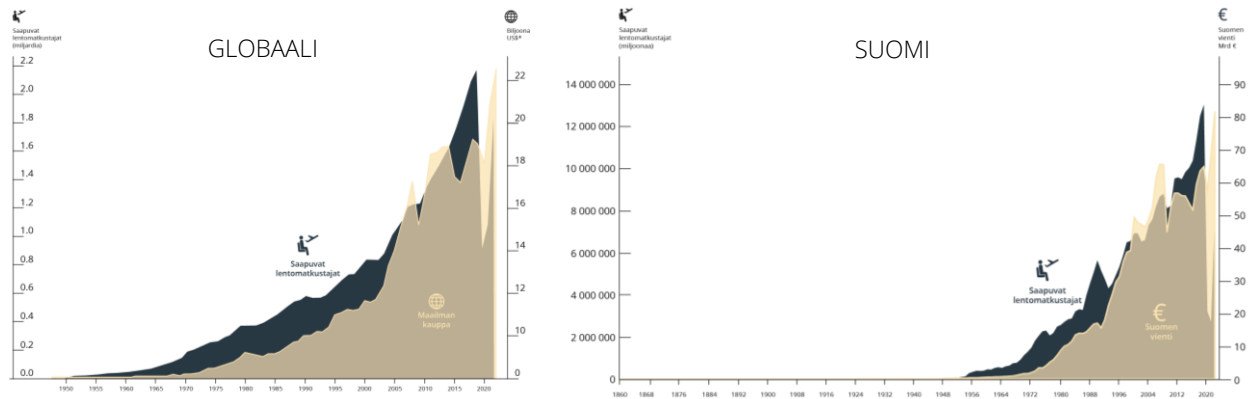 Saapuvat
lentomatkustajat
(miljardia)
GLOBAALI
Biljoona
US$*
2.2
2.0
1.8
1.6
1.4
1.2
1.0
0.8
0.6
0.4
0.2
0.0
22
20
18
16
14
12
10
0
Saapuvat
lentomatkustajat
Maailman
kauppa
1950 1955 1960 1965 1970 1975 1980 1985 1990 1995 2000 2005 2010 2015 2020
Saapuvat
lentomatkustajat
(miljoonaa)
SUOMI
€
Suomen
vienti
Mrd €
14 000 000
12 000 000
10 000 000
8 000 000
6 000 000
4 000 000
2 000 000
0
90
80
70
60
50
40
30
20
10
0
Saapuvat
lentomatkustajat
€
Suomen
vienti
1860 1868 1876 1884 1892 1900 1908 1916 1924 1932 1940 1948 1956 1964 1972 1980 1988 1996 2004 2012 2020